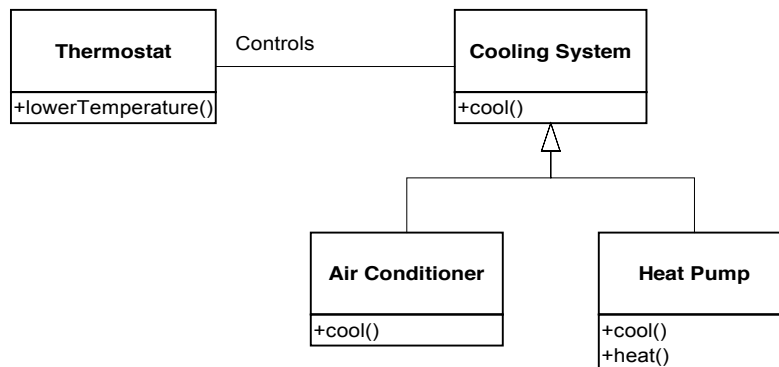 Thermostat
+lowerTemperature()
Controls
Cooling System
+cool()
Air Conditioner
+cool()
Heat Pump
+cool()
+heat()